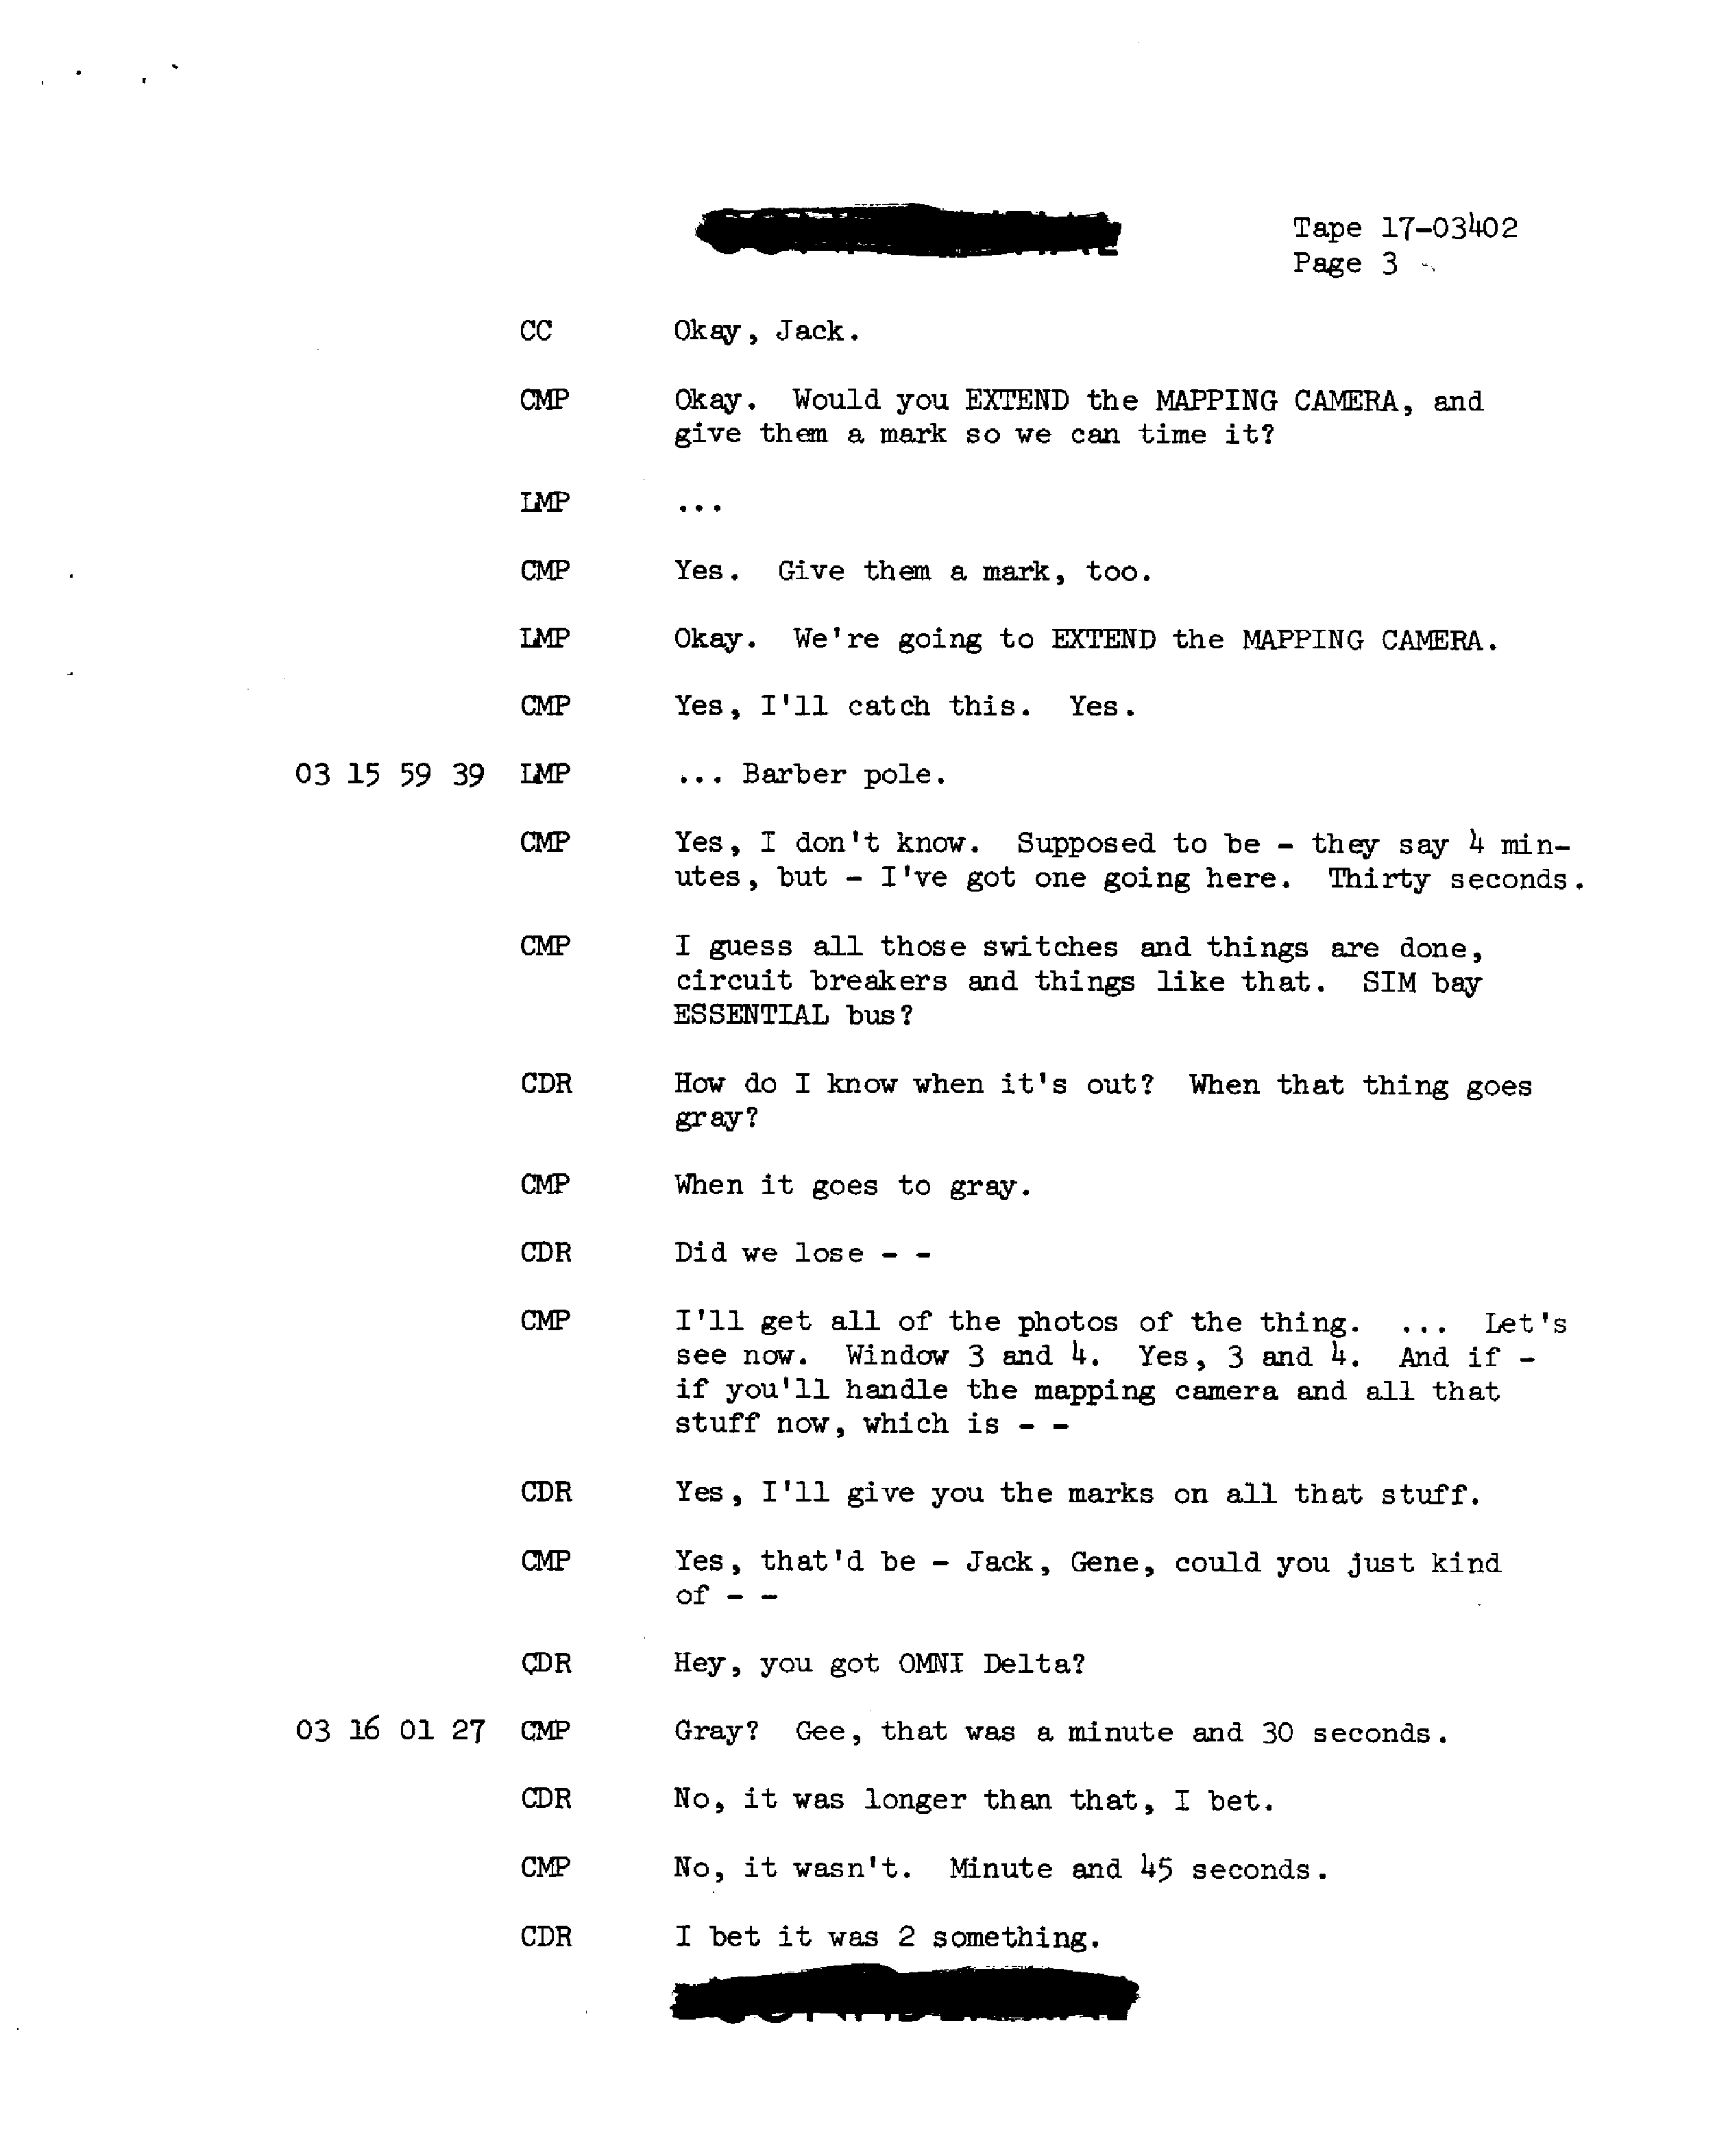 Tape 17-03402
Page 3
CC Okay, Jack.
CMP Okay. Would you EXTEND the MAPPING CAMERA, and
give them a mark so we can time it?
LMP ...
CMP Yes. Give them a mark, too.
LMP Okay. We're going to EXTEND the MAPPING CAMERA.
CMP Yes, I'll catch this. Yes.
03 15 59 39 LMP ... Barber pole.
CMP Yes, I don't know. Supposed to be - they say 4 min-
utes, but - I've got one going here. Thirty seconds.
CMP I guess all those switches and things are done,
circuit breakers and things like that. SIM bay
ESSENTIAL bus?
CDR How do I know when it's out? When that thing goes
gray?
CMP When it goes to gray.
CDR Did we lose - -
CMP I'll get all of the photos of the thing. ... Let's
see now. Window 3 and 4. Yes, 3 and 4. And if -
if you'll handle the mapping camera and all that
stuff now, which is - -
CDR Yes, I'll give you the marks on all that stuff.
CMP Yes, that'd be - Jack, Gene, could you just kind
of - -
CDR Hey, you got OMNI Delta?
03 16 01 27 CMP Gray? Gee, that was a minute and 30 seconds.
CDR No, it was longer than that, I bet.
CMP No, it wasn't. Minute and 45 seconds.
CDR I bet it was 2 something.